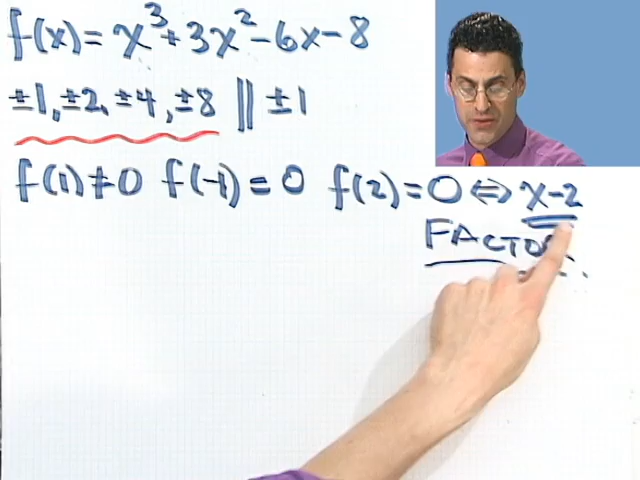 f(x) = x³ + 3x² - 6x - 8
±1, ±2, ±4, ±8 || ±1
f(1) ≠ 0 f(-1) = 0 f(2) = 0 ⇔ x-2